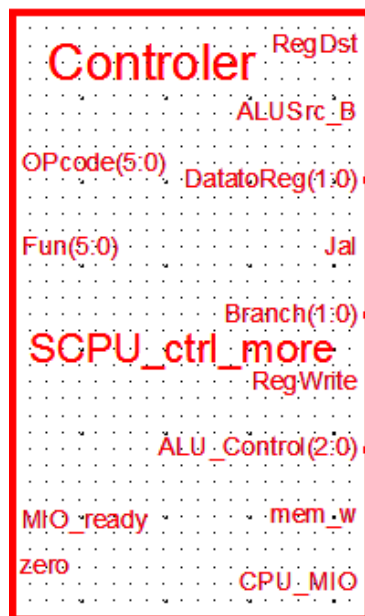 Controler
RegDst
ALUSrc_B
OPcode(5:0)
DatatoReg(1:0)
Fun(5:0)
Jal
Branch(1:0)
SCPU_ctrl_more
RegWrite
ALU_Control(2:0)
MIO_ready
mem_w
zero
CPU_MIO